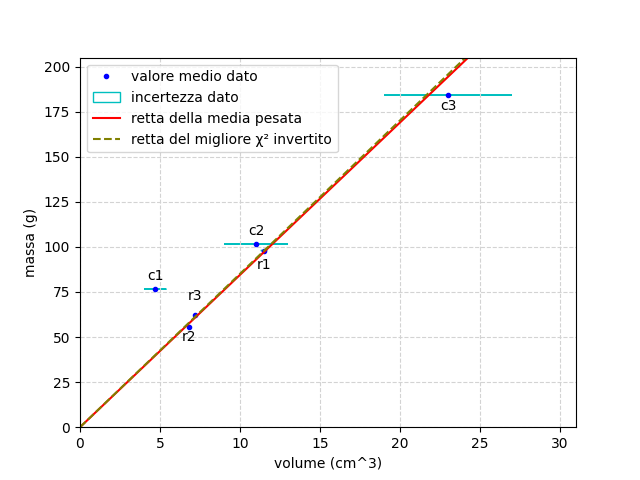 valore medio dato
incertezza dato
retta della media pesata
retta del migliore χ² invertito
200
175
150
125
100
75
50
25
0
massa (g)
c3
c2
r1
c1
r3
r2
0 5 10 15 20 25 30
volume (cm^3)